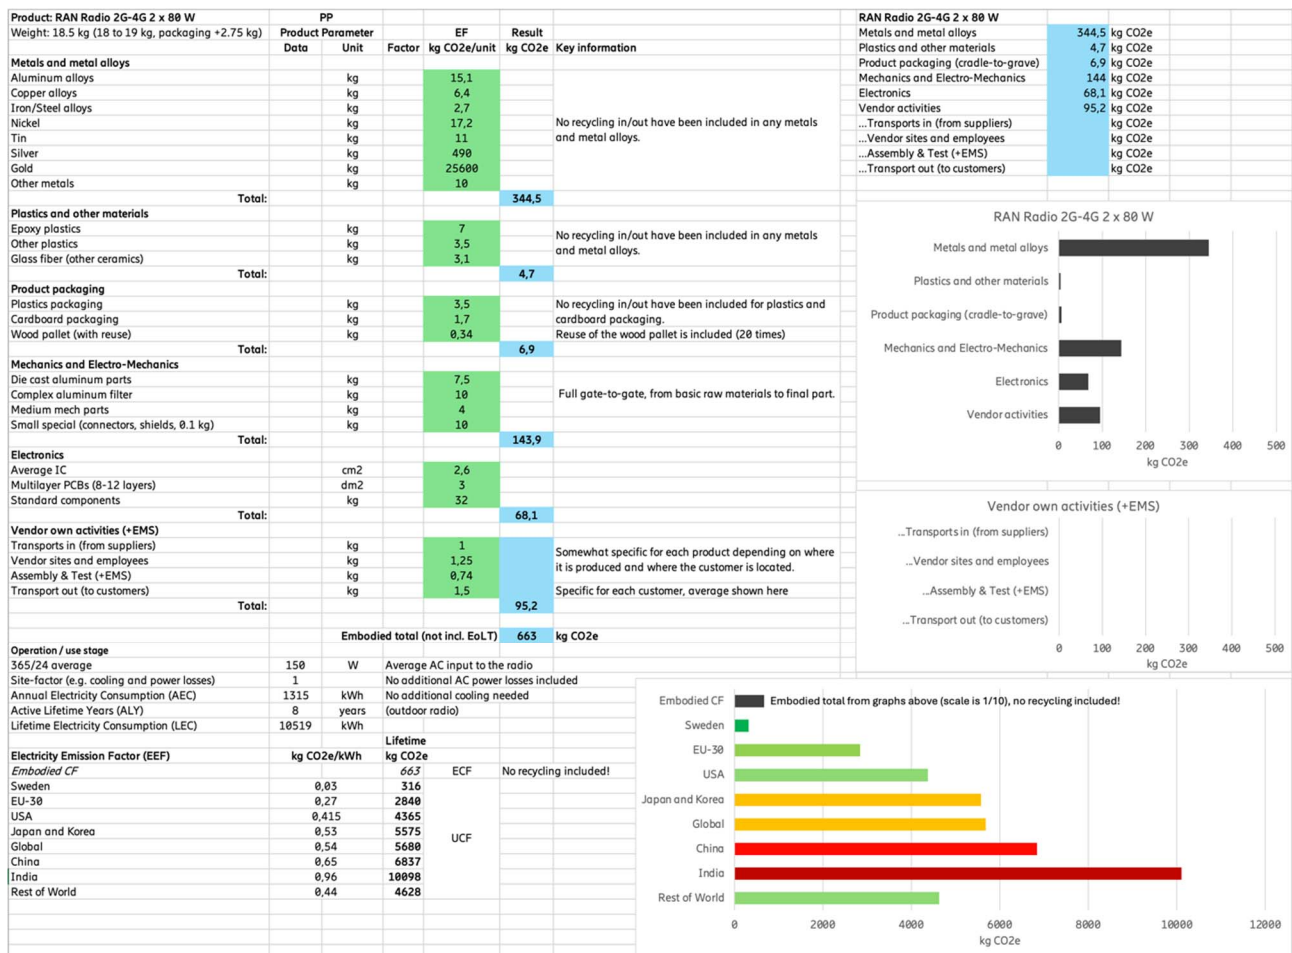 Product: RAN Radio 2G-4G 2 x 80 W PP
Weight: 18.5 kg (18 to 19 kg, packaging +2.75 kg) Product Parameter EF Result
Data Unit Factor kg CO2e/unit kg CO2e Key information
Metals and metal alloys
Aluminum alloys kg 15,1
Copper alloys kg 6,4
Iron/Steel alloys kg 2,7
Nickel kg 17,2 No recycling in/out have been included in any metals
Tin kg 11 and metal alloys.
Silver kg 490
Gold kg 25600
Other metals kg 10
Total: 344,5
Plastics and other materials
Epoxy plastics kg 7 No recycling in/out have been included in any metals
Other plastics kg 3,5 and metal alloys.
Glass fiber (other ceramics) kg 3,1
Total: 4,7
Product packaging
Plastics packaging kg 3,5 No recycling in/out have been included for plastics and
Cardboard packaging kg 1,7 cardboard packaging.
Wood pallet (with reuse) kg 0,34 Reuse of the wood pallet is included (20 times)
Total: 6,9
Mechanics and Electro-Mechanics
Die cast aluminum parts kg 7,5
Complex aluminum filter kg 10 Full gate-to-gate, from basic raw materials to final part.
Medium mech parts kg 4
Small special (connectors, shields, 0.1 kg) kg 10
Total: 143,9
Electronics
Average IC cm2 2,6
Multilayer PCBs (8-12 layers) dm2 3
Standard components kg 32
Total: 68,1
Vendor own activities (+EMS)
Transports in (from suppliers) kg 1 Somewhat specific for each product depending on where
Vendor sites and employees kg 1,25 it is produced and where the customer is located.
Assembly & Test (+EMS) kg 0,74
Transport out (to customers) kg 1,5 Specific for each customer, average shown here
Total: 95,2
Embodied total (not incl. EoLT) 663 kg CO2e
Operation / use stage
365/24 average 150 W Average AC input to the radio
Site-factor (e.g. cooling and power losses) 1 No additional AC power losses included
Annual Electricity Consumption (AEC) 1315 kWh No additional cooling needed
Active Lifetime Years (ALY) 8 years (outdoor radio)
Lifetime Electricity Consumption (LEC) 10519 kWh
Lifetime
Electricity Emission Factor (EEF) kg CO2e/kWh kg CO2e
Embodied CF 663 ECF No recycling included!
Sweden 0,03 316
EU-30 0,27 2840
USA 0,415 4365
Japan and Korea 0,53 5575
UCF
Global 0,54 5680
China 0,65 6837
India 0,96 10098
Rest of World 0,44 4628
RAN Radio 2G-4G 2 x 80 W
Metals and metal alloys 344,5 kg CO2e
Plastics and other materials 4,7 kg CO2e
Product packaging (cradle-to-grave) 6,9 kg CO2e
Mechanics and Electro-Mechanics 144 kg CO2e
Electronics 68,1 kg CO2e
Vendor activities 95,2 kg CO2e
...Transports in (from suppliers) kg CO2e
...Vendor sites and employees kg CO2e
...Assembly & Test (+EMS) kg CO2e
...Transport out (to customers) kg CO2e
RAN Radio 2G-4G 2 x 80 W
Metals and metal alloys
Plastics and other materials
Product packaging (cradle-to-grave)
Mechanics and Electro-Mechanics
Electronics
Vendor activities
0 100 200 300 400 500
kg CO2e
Vendor own activities (+EMS)
...Transports in (from suppliers)
...Vendor sites and employees
...Assembly & Test (+EMS)
...Transport out (to customers)
0 100 200 300 400 500
kg CO2e
Embodied CF Embodied total from graphs above (scale is 1/10), no recycling included!
Sweden
EU-30
USA
Japan and Korea
Global
China
India
Rest of World
0 2000 4000 6000 8000 10000 12000
kg CO2e